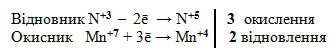 Відновник N⁺³ − 2ē → N⁺⁵ | 3 окислення
Окисник Mn⁺⁷ + 3ē → Mn⁺⁴ | 2 відновлення